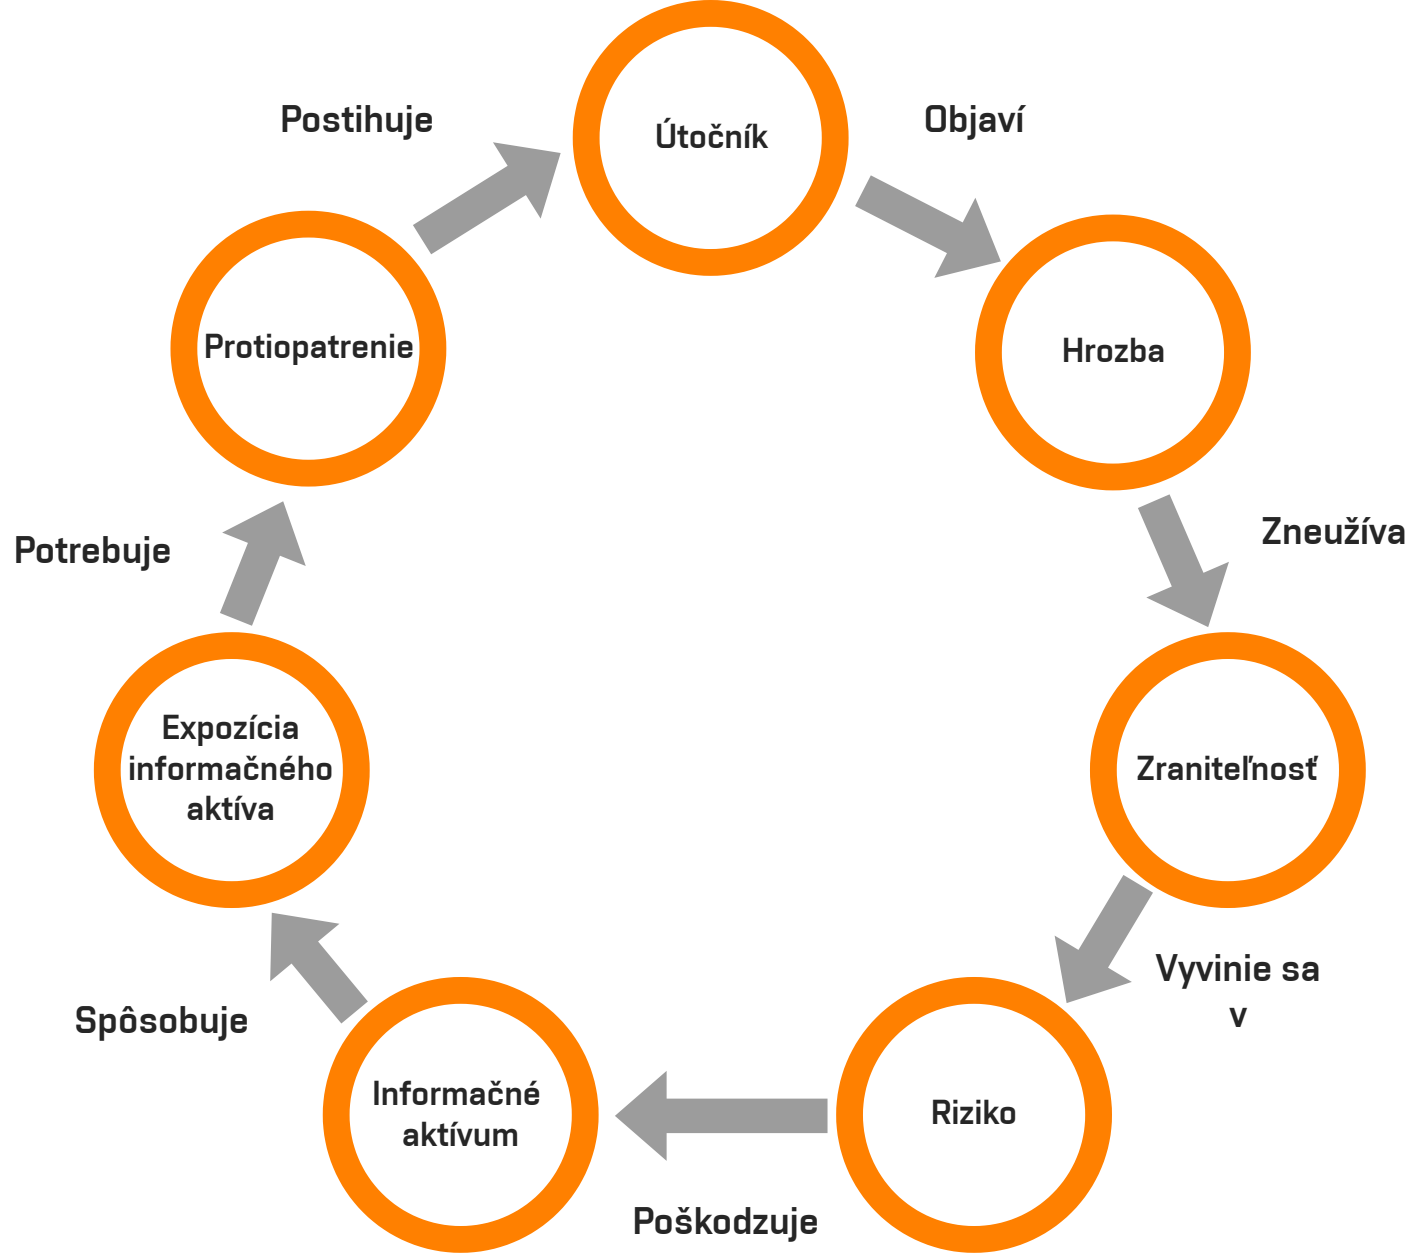 Útočník
Objaví
Hrozba
Zneužíva
Zraniteľnosť
Vyvinie sa
v
Riziko
Poškodzuje
Informačné
aktívum
Spôsobuje
Expozícia
informačného
aktíva
Potrebuje
Protiopatrenie
Postihuje